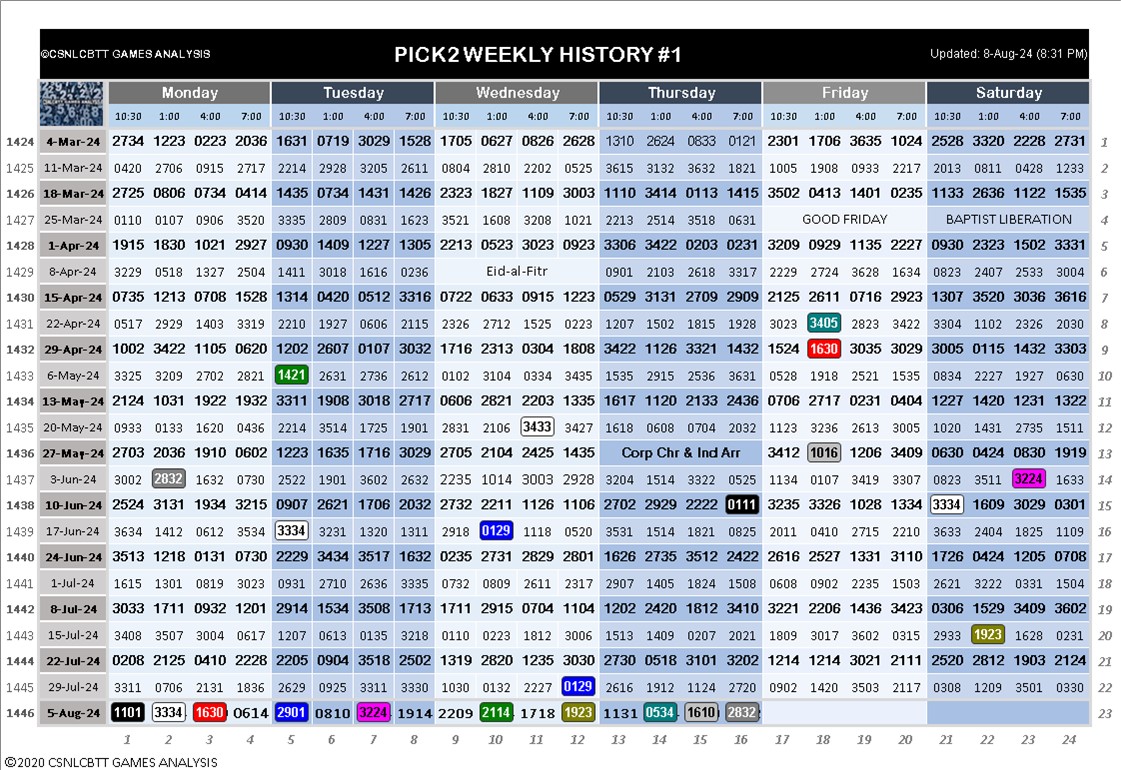 ©CSNLCBTT GAMES ANALYSIS PICK2 WEEKLY HISTORY #1 Updated: 8-Aug-24 (8:31 PM)
Monday Tuesday Wednesday Thursday Friday Saturday
10:30 1:00 4:00 7:00 10:30 1:00 4:00 7:00 10:30 1:00 4:00 7:00 10:30 1:00 4:00 7:00 10:30 1:00 4:00 7:00 10:30 1:00 4:00 7:00
1424 4-Mar-24 2734 1223 0223 2036 1631 0719 3029 1528 1705 0627 0826 2628 1310 2624 0833 0121 2301 1706 3635 1024 2528 3320 2228 2731 1
1425 11-Mar-24 0420 2706 0915 2717 2214 2928 3205 2611 0804 2810 2202 0525 3615 3132 3632 1821 1005 1908 0933 2217 2013 0811 0428 1233 2
1426 18-Mar-24 2725 0806 0734 0414 1435 0734 1431 1426 2323 1827 1109 3003 1110 3414 0113 1415 3502 0413 1401 0235 1133 2636 1122 1535 3
1427 25-Mar-24 0110 0107 0906 3520 3335 2809 0831 1623 3521 1608 3208 1021 2213 2514 3518 0631 GOOD FRIDAY BAPTIST LIBERATION 4
1428 1-Apr-24 1915 1830 1021 2927 0930 1409 1227 1305 2213 0523 3023 0923 3306 3422 0203 0231 3209 0929 1135 2227 0930 2323 1502 3331 5
1429 8-Apr-24 3229 0518 1327 2504 1411 3018 1616 0236 Eid-al-Fitr 0901 2103 2618 3317 2229 2724 3628 1634 0823 2407 2533 3004 6
1430 15-Apr-24 0735 1213 0708 1528 1314 0420 0512 3316 0722 0633 0915 1223 0529 3131 2709 2909 2125 2611 0716 2923 1307 3520 3036 3616 7
1431 22-Apr-24 0517 2929 1403 3319 2210 1927 0606 2115 2326 2712 1525 0223 1207 1502 1815 1928 3023 3405 2823 3422 3304 1102 2326 2030 8
1432 29-Apr-24 1002 3422 1105 0620 1202 2607 0107 3032 1716 2313 0304 1808 3422 1126 3321 1432 1524 1630 3035 3029 3005 0115 1432 3303 9
1433 6-May-24 3325 3209 2702 2821 1421 2631 2736 2612 0102 3104 0334 3435 1535 2915 2536 3631 0528 1918 2521 1535 0834 2227 1927 0630 10
1434 13-May-24 2124 1031 1922 1932 3311 1908 3018 2717 0606 2821 2203 1335 1617 1120 2133 2436 0706 2717 0231 0404 1227 1420 1231 1322 11
1435 20-May-24 0933 0133 1620 0436 2214 3514 1725 1901 2831 2106 3433 3427 1618 0608 0704 2032 1123 3236 2613 3005 1020 1431 2735 1511 12
1436 27-May-24 2703 2036 1910 0602 1223 1635 1716 3029 2705 2104 2425 1435 Corp Chr & Ind Arr 3412 1016 1206 3409 0630 0424 0830 1919 13
1437 3-Jun-24 3002 2832 1632 0730 2522 1901 3602 2632 2235 1014 3003 2928 3204 1514 3322 0525 1134 0107 3419 3307 0823 3511 3224 1633 14
1438 10-Jun-24 2524 3131 1934 3215 0907 2621 1706 2032 2732 2211 1126 1106 2702 2929 2222 0111 3235 3326 1028 1334 3334 1609 3029 0301 15
1439 17-Jun-24 3634 1412 0612 3534 3334 3231 1320 1311 2918 0129 1118 0520 3531 1514 1821 0825 2011 0410 2715 2210 3633 2404 1825 1109 16
1440 24-Jun-24 3513 1218 0131 0730 2229 3434 3517 1632 0235 2731 2829 2801 1626 2735 3512 2422 2616 2527 1331 3110 1726 0424 1205 0708 17
1441 1-Jul-24 1615 1301 0819 3023 0931 2710 2636 3335 0732 0809 2611 2317 2907 1405 1824 1508 0608 0902 2235 1503 2621 3222 0331 1504 18
1442 8-Jul-24 3033 1711 0932 1201 2914 1534 3508 1713 1711 2915 0704 1104 1202 2420 1812 3410 3221 2206 1436 3423 0306 1529 3409 3602 19
1443 15-Jul-24 3408 3507 3004 0617 1207 0613 0135 3218 0110 0223 1812 3006 1513 1409 0207 2021 1809 3017 3602 0315 2933 1923 1628 0231 20
1444 22-Jul-24 0208 2125 0410 2228 2205 0904 3518 2502 1319 2820 1235 3030 2730 0518 3101 3202 1214 1214 3021 2111 2520 2812 1903 2124 21
1445 29-Jul-24 3311 0706 2131 1836 2629 0925 3311 3330 1030 0132 2227 0129 2616 1912 1124 2720 0902 1420 3503 2117 0308 1209 3501 0330 22
1446 5-Aug-24 1101 3334 1630 0614 2901 0810 3224 1914 2209 2114 1718 1923 1131 0534 1610 2832 23
1 2 3 4 5 6 7 8 9 10 11 12 13 14 15 16 17 18 19 20 21 22 23 24
©2020 CSNLCBTT GAMES ANALYSIS